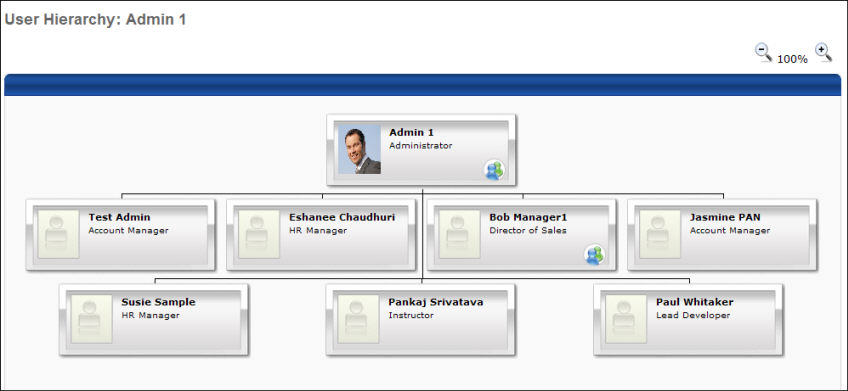 User Hierarchy: Admin 1
100%
Admin 1
Administrator
Test Admin
Account Manager
Eshanee Chaudhuri
HR Manager
Bob Manager1
Director of Sales
Jasmine PAN
Account Manager
Susie Sample
HR Manager
Pankaj Srivatava
Instructor
Paul Whitaker
Lead Developer